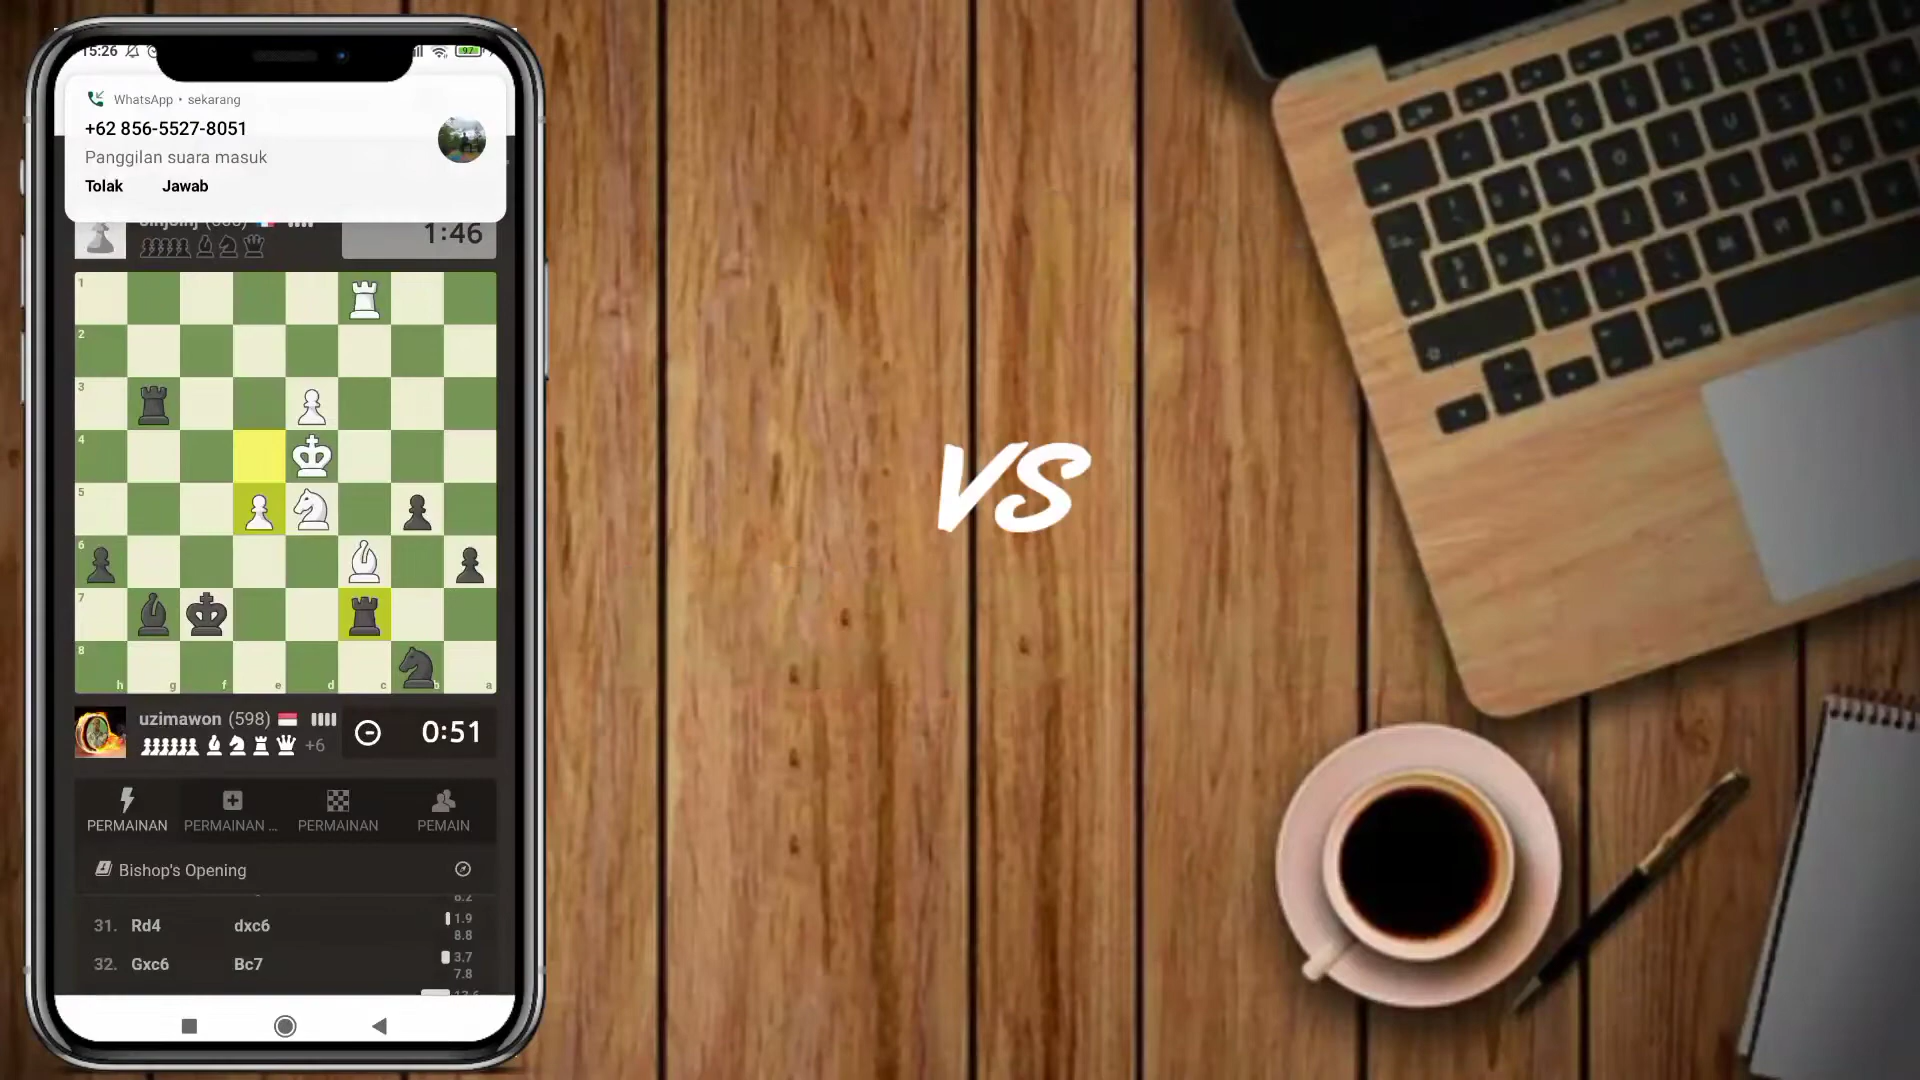 15:26
97
WhatsApp • sekarang
+62 856-5527-8051
Panggilan suara masuk
Tolak Jawab
1:46
1
2
3
4
5
6
7
8
h g f e d c b a
VS
uzimawon (598)
+6
0:51
PERMAINAN PERMAINAN ... PERMAINAN PEMAIN
Bishop's Opening
31. Rd4 dxc6 1.9
8.8
32. Gxc6 Bc7 3.7
7.8